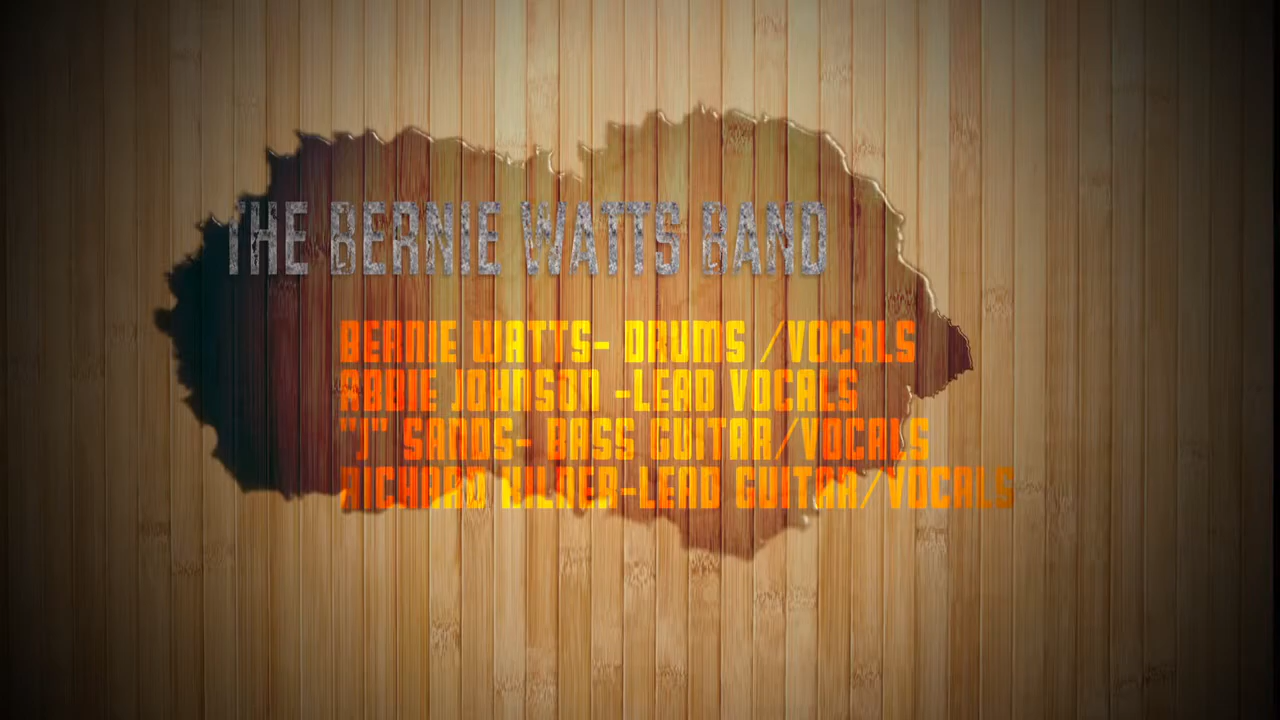 THE BERNIE WATTS BAND
BERNIE WATTS- DRUMS /VOCALS
ABBIE JOHNSON -LEAD VOCALS
"J" SANDS- BASS GUITAR/VOCALS
RICHARD KILNER-LEAD GUITAR/VOCALS